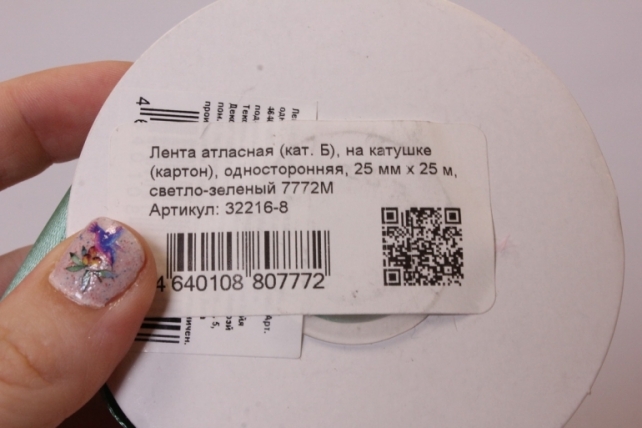 Лента атласная (кат. Б), на катушке
(картон), односторонняя, 25 мм х 25 м,
светло-зеленый 7772М
Артикул: 32216-8
4 640108 807772
Арт.